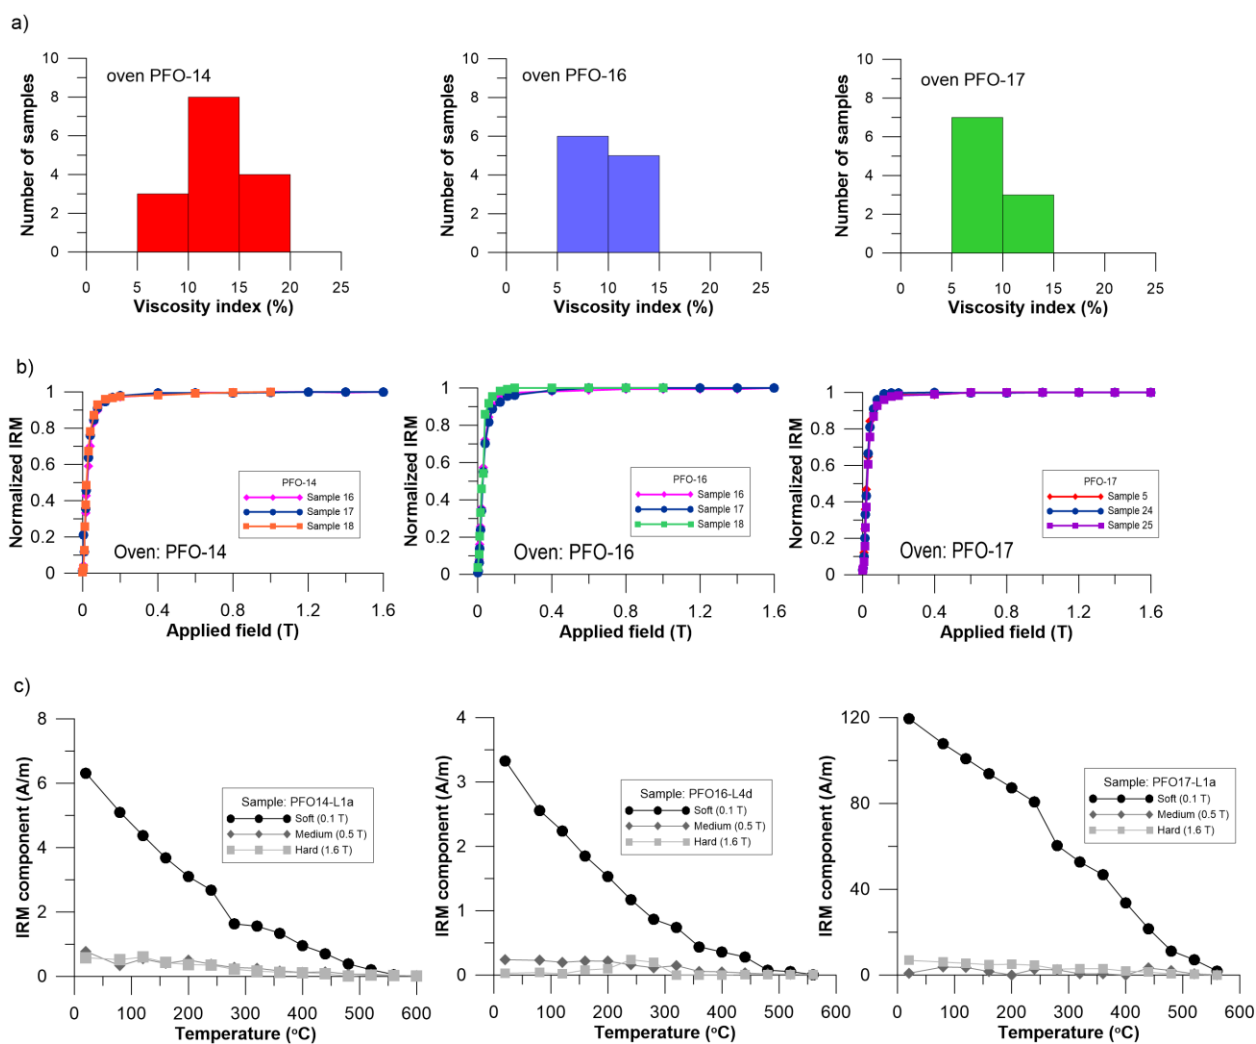 a)
oven PFO-14
Number of samples
10
8
6
4
2
0
0 5 10 15 20 25
Viscosity index (%)
oven PFO-16
Number of samples
10
8
6
4
2
0
0 5 10 15 20 25
Viscosity index (%)
oven PFO-17
Number of samples
10
8
6
4
2
0
0 5 10 15 20 25
Viscosity index (%)
b)
Normalized IRM
1
0.8
0.6
0.4
0.2
0
PFO-14
Sample 16
Sample 17
Sample 18
Oven: PFO-14
0 0.4 0.8 1.2 1.6
Applied field (T)
Normalized IRM
1
0.8
0.6
0.4
0.2
0
PFO-16
Sample 16
Sample 17
Sample 18
Oven: PFO-16
0 0.4 0.8 1.2 1.6
Applied field (T)
Normalized IRM
1
0.8
0.6
0.4
0.2
0
PFO-17
Sample 5
Sample 24
Sample 25
Oven: PFO-17
0 0.4 0.8 1.2 1.6
Applied field (T)
c)
IRM component (A/m)
8
6
4
2
0
Sample: PFO14-L1a
Soft (0.1 T)
Medium (0.5 T)
Hard (1.6 T)
0 100 200 300 400 500 600
Temperature (°C)
IRM component (A/m)
4
3
2
1
0
Sample: PFO16-L4d
Soft (0.1 T)
Medium (0.5 T)
Hard (1.6 T)
0 100 200 300 400 500 600
Temperature (°C)
IRM component (A/m)
120
80
40
0
Sample: PFO17-L1a
Soft (0.1 T)
Medium (0.5 T)
Hard (1.6 T)
0 100 200 300 400 500 600
Temperature (°C)